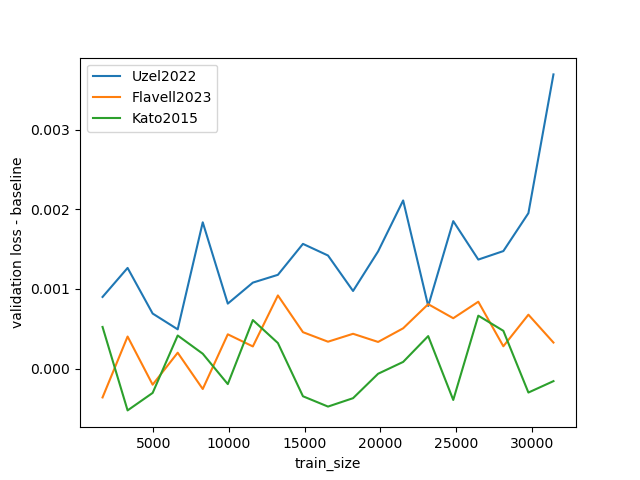 Uzel2022
Flavell2023
Kato2015
validation loss - baseline
0.003
0.002
0.001
0.000
5000 10000 15000 20000 25000 30000
train_size